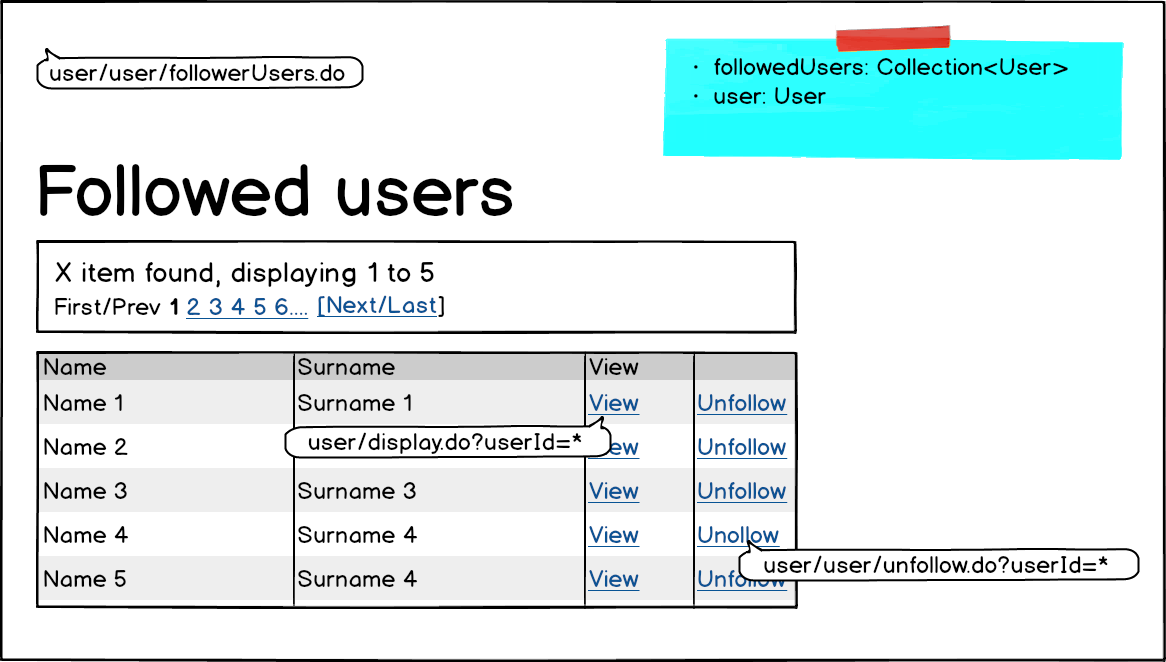 user/user/followerUsers.do
· followedUsers: Collection<User>
· user: User
Followed users
X item found, displaying 1 to 5
First/Prev 1 2 3 4 5 6.... [Next/Last]
Name Surname View
Name 1 Surname 1 View Unfollow
Name 2 user/display.do?userId=* ew Unfollow
Name 3 Surname 3 View Unfollow
Name 4 Surname 4 View Unollow
user/user/unfollow.do?userId=*
Name 5 Surname 4 View Unfo